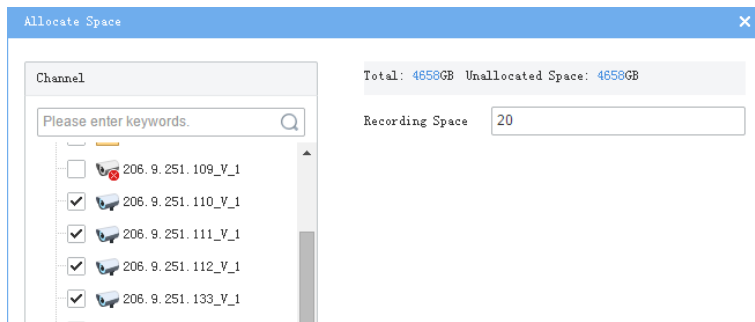 Allocate Space
Channel
Please enter keywords.
206.9.251.109_V_1
206.9.251.110_V_1
206.9.251.111_V_1
206.9.251.112_V_1
206.9.251.133_V_1
Total: 4658GB Unallocated Space: 4658GB
Recording Space 20